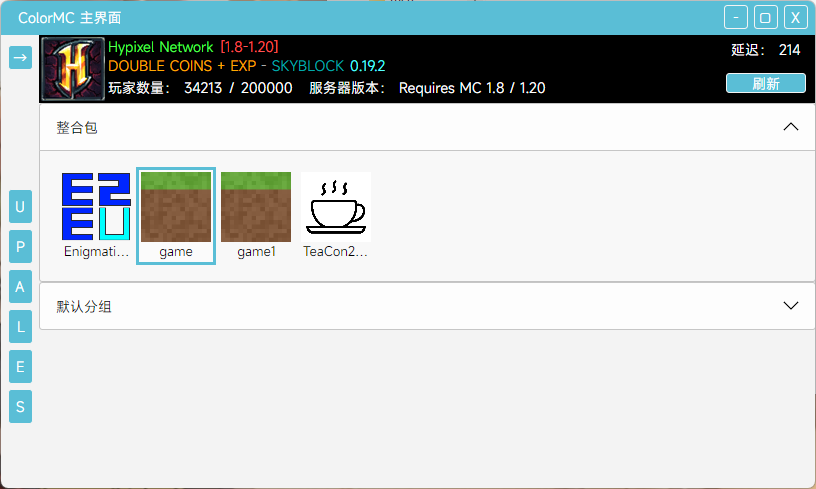 ColorMC 主界面
- □ X
→
Hypixel Network [1.8-1.20]
延迟： 214
DOUBLE COINS + EXP - SKYBLOCK 0.19.2
玩家数量： 34213 / 200000 服务器版本： Requires MC 1.8 / 1.20
刷新
整合包
Enigmati...
game
game1
TeaCon2...
默认分组
U
P
A
L
E
S